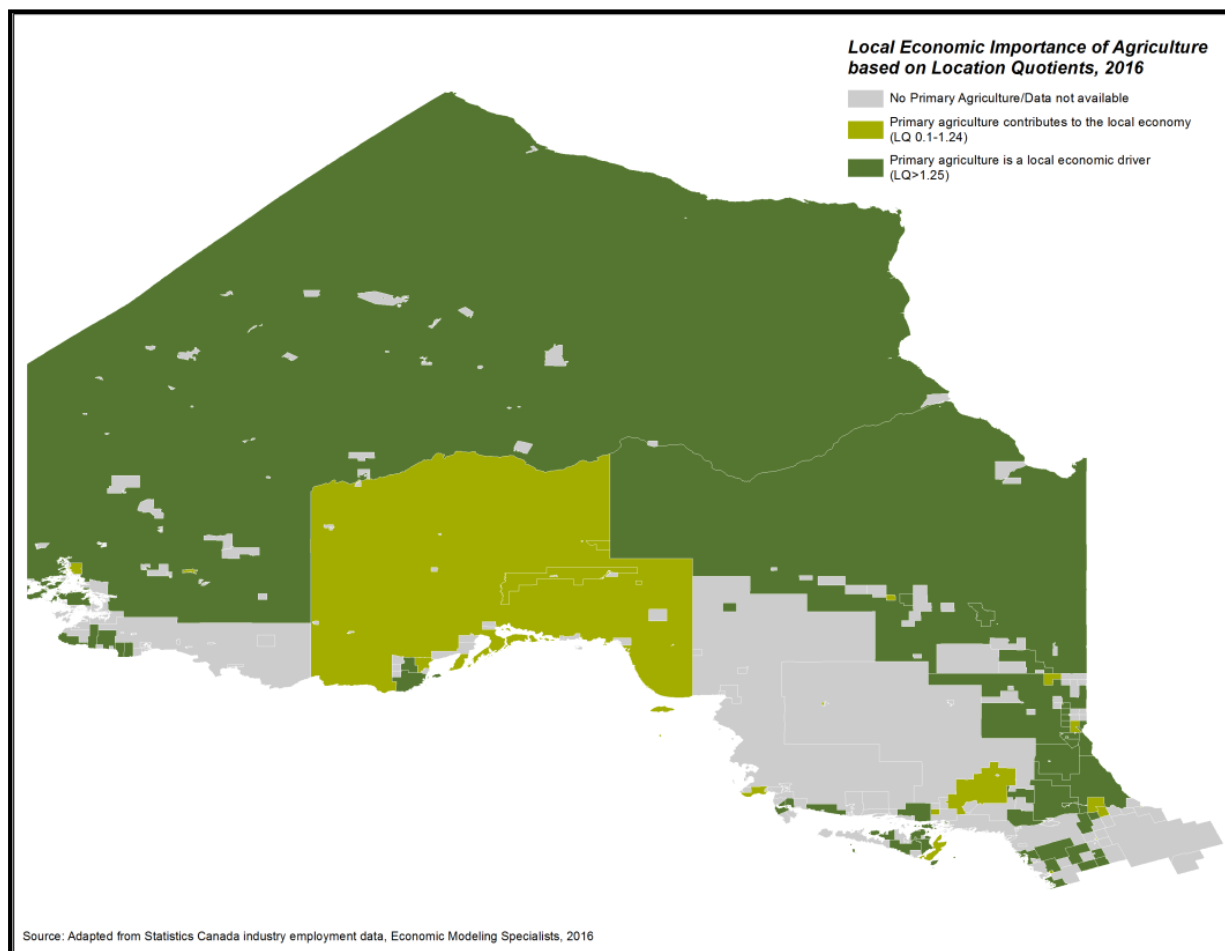 Local Economic Importance of Agriculture
based on Location Quotients, 2016
No Primary Agriculture/Data not available
Primary agriculture contributes to the local economy
(LQ 0.1-1.24)
Primary agriculture is a local economic driver
(LQ>1.25)
Source: Adapted from Statistics Canada industry employment data, Economic Modeling Specialists, 2016